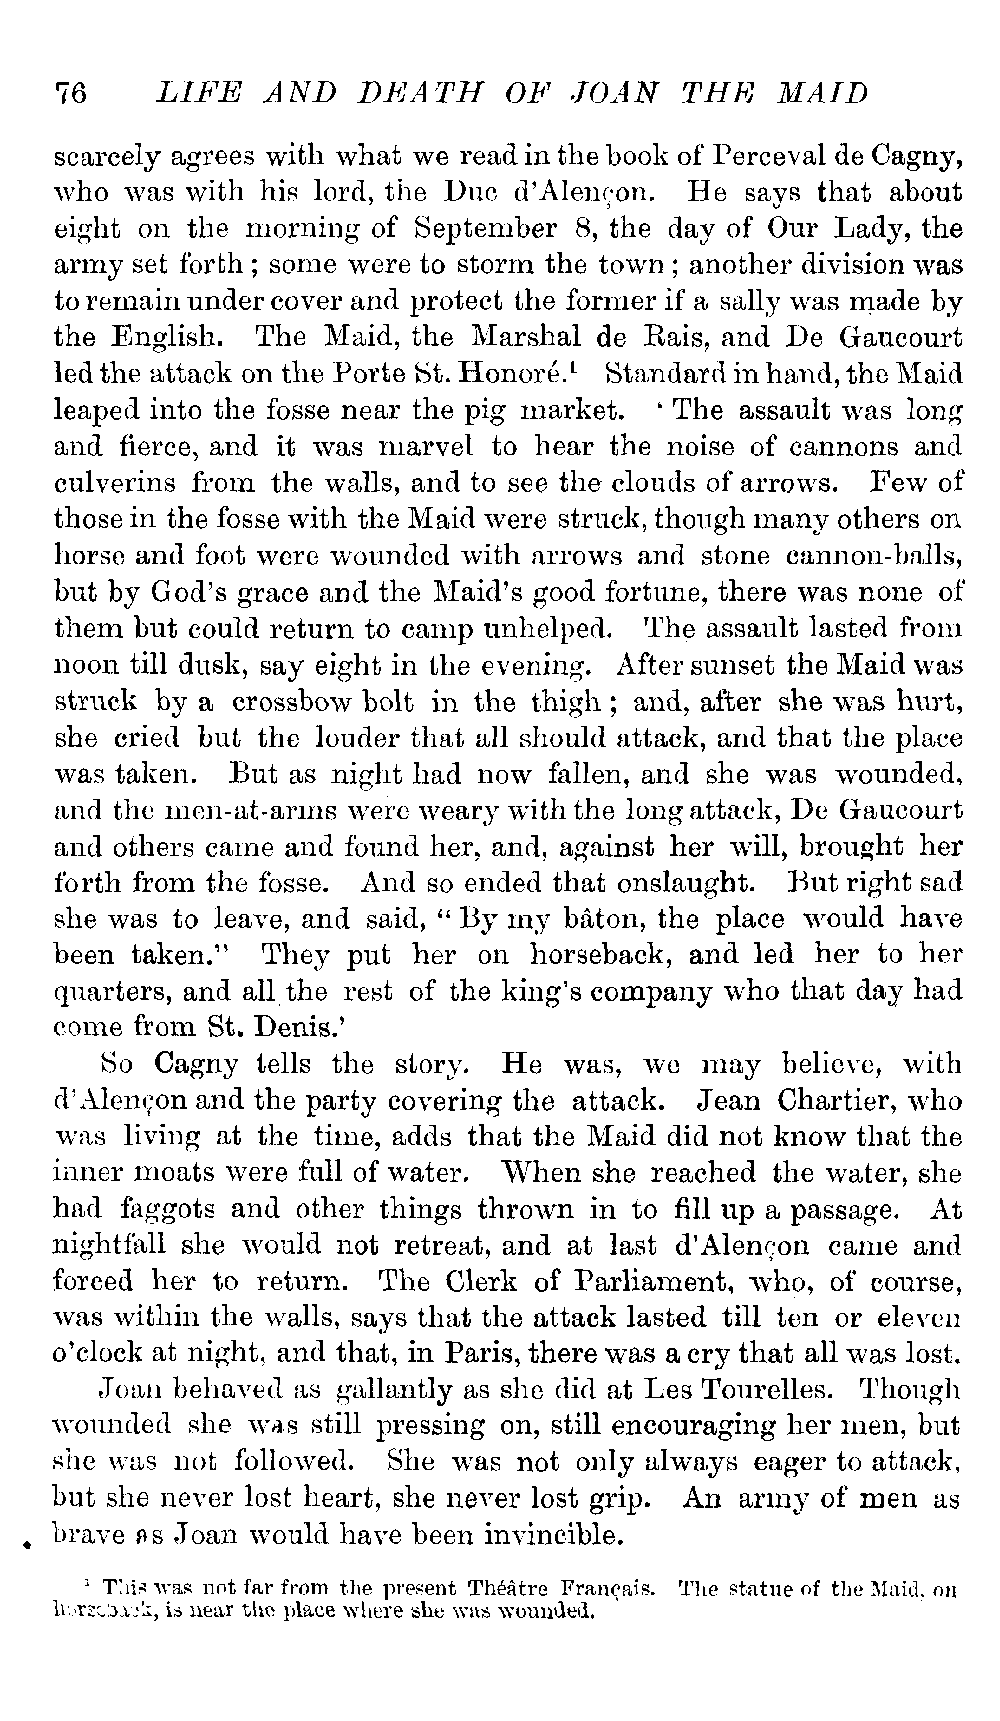 76 LIFE AND DEATH OF JOAN THE MAID
scarcely agrees with what we read in the book of Perceval de Cagny,
who was with his lord, the Duc d'Alençon. He says that about
eight on the morning of September 8, the day of Our Lady, the
army set forth ; some were to storm the town ; another division was
to remain under cover and protect the former if a sally was made by
the English. The Maid, the Marshal de Rais, and De Gaucourt
led the attack on the Porte St. Honoré.¹ Standard in hand, the Maid
leaped into the fosse near the pig market. ‘ The assault was long
and fierce, and it was marvel to hear the noise of cannons and
culverins from the walls, and to see the clouds of arrows. Few of
those in the fosse with the Maid were struck, though many others on
horse and foot were wounded with arrows and stone cannon-balls,
but by God's grace and the Maid's good fortune, there was none of
them but could return to camp unhelped. The assault lasted from
noon till dusk, say eight in the evening. After sunset the Maid was
struck by a crossbow bolt in the thigh ; and, after she was hurt,
she cried but the louder that all should attack, and that the place
was taken. But as night had now fallen, and she was wounded,
and the men-at-arms were weary with the long attack, De Gaucourt
and others came and found her, and, against her will, brought her
forth from the fosse. And so ended that onslaught. But right sad
she was to leave, and said, “ By my bâton, the place would have
been taken.” They put her on horseback, and led her to her
quarters, and all the rest of the king's company who that day had
come from St. Denis.’
So Cagny tells the story. He was, we may believe, with
d'Alençon and the party covering the attack. Jean Chartier, who
was living at the time, adds that the Maid did not know that the
inner moats were full of water. When she reached the water, she
had faggots and other things thrown in to fill up a passage. At
nightfall she would not retreat, and at last d'Alençon came and
forced her to return. The Clerk of Parliament, who, of course,
was within the walls, says that the attack lasted till ten or eleven
o'clock at night, and that, in Paris, there was a cry that all was lost.
Joan behaved as gallantly as she did at Les Tourelles. Though
wounded she was still pressing on, still encouraging her men, but
she was not followed. She was not only always eager to attack,
but she never lost heart, she never lost grip. An army of men as
brave as Joan would have been invincible.
¹ This was not far from the present Théâtre Français. The statue of the Maid, on
horseback, is near the place where she was wounded.